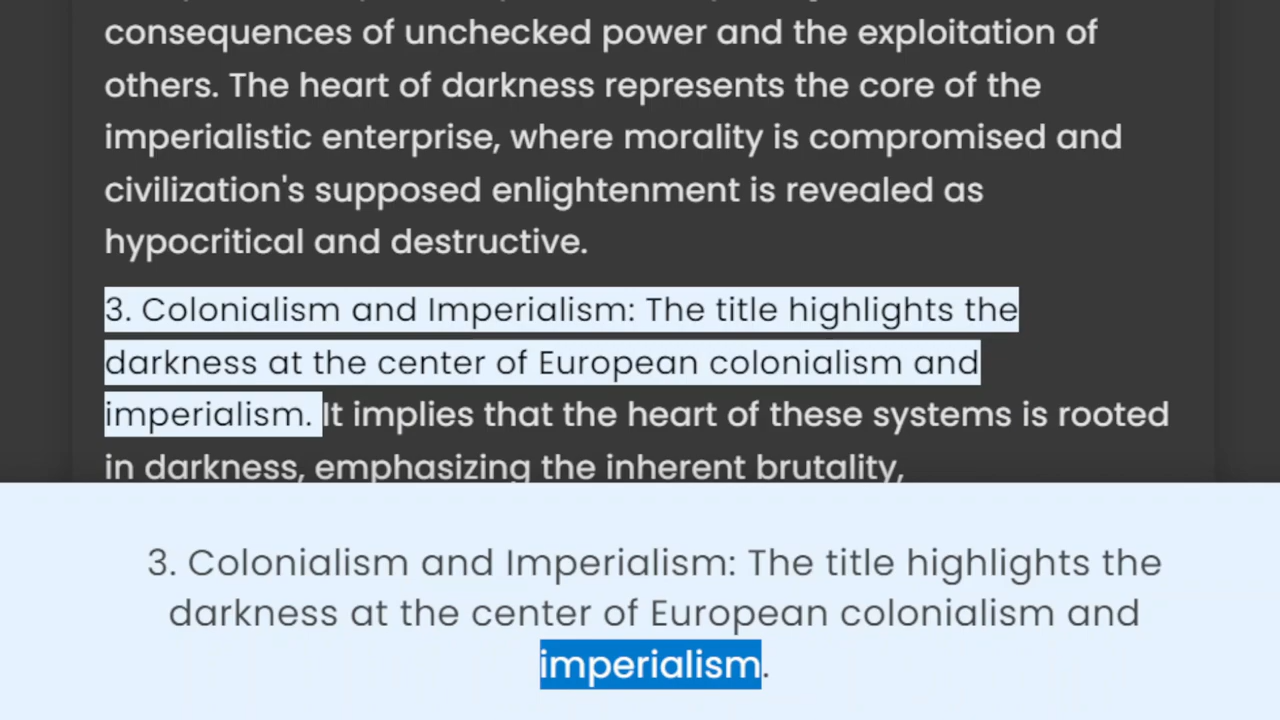 consequences of unchecked power and the exploitation of
others. The heart of darkness represents the core of the
imperialistic enterprise, where morality is compromised and
civilization's supposed enlightenment is revealed as
hypocritical and destructive.
3. Colonialism and Imperialism: The title highlights the
darkness at the center of European colonialism and
imperialism. It implies that the heart of these systems is rooted
in darkness, emphasizing the inherent brutality,
3. Colonialism and Imperialism: The title highlights the
darkness at the center of European colonialism and
imperialism.